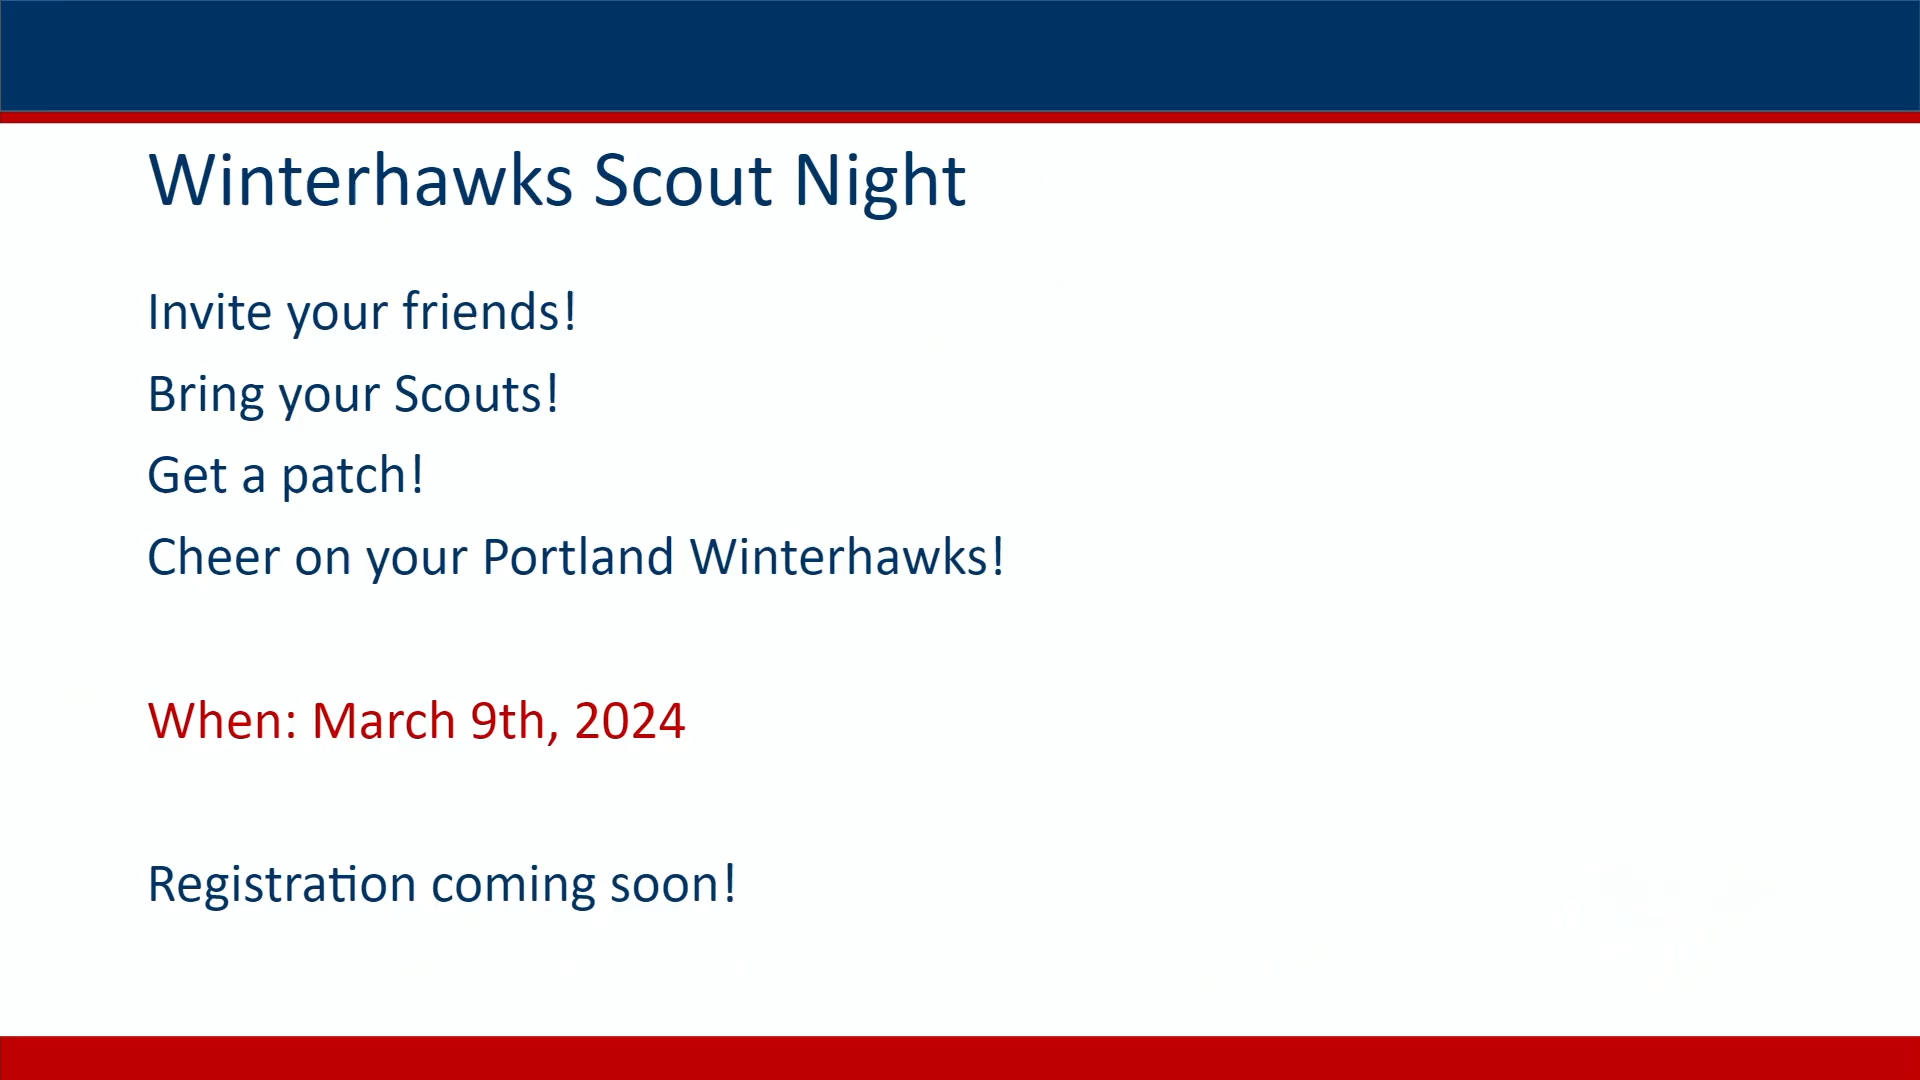 Winterhawks Scout Night
Invite your friends!
Bring your Scouts!
Get a patch!
Cheer on your Portland Winterhawks!
When: March 9th, 2024
Registration coming soon!